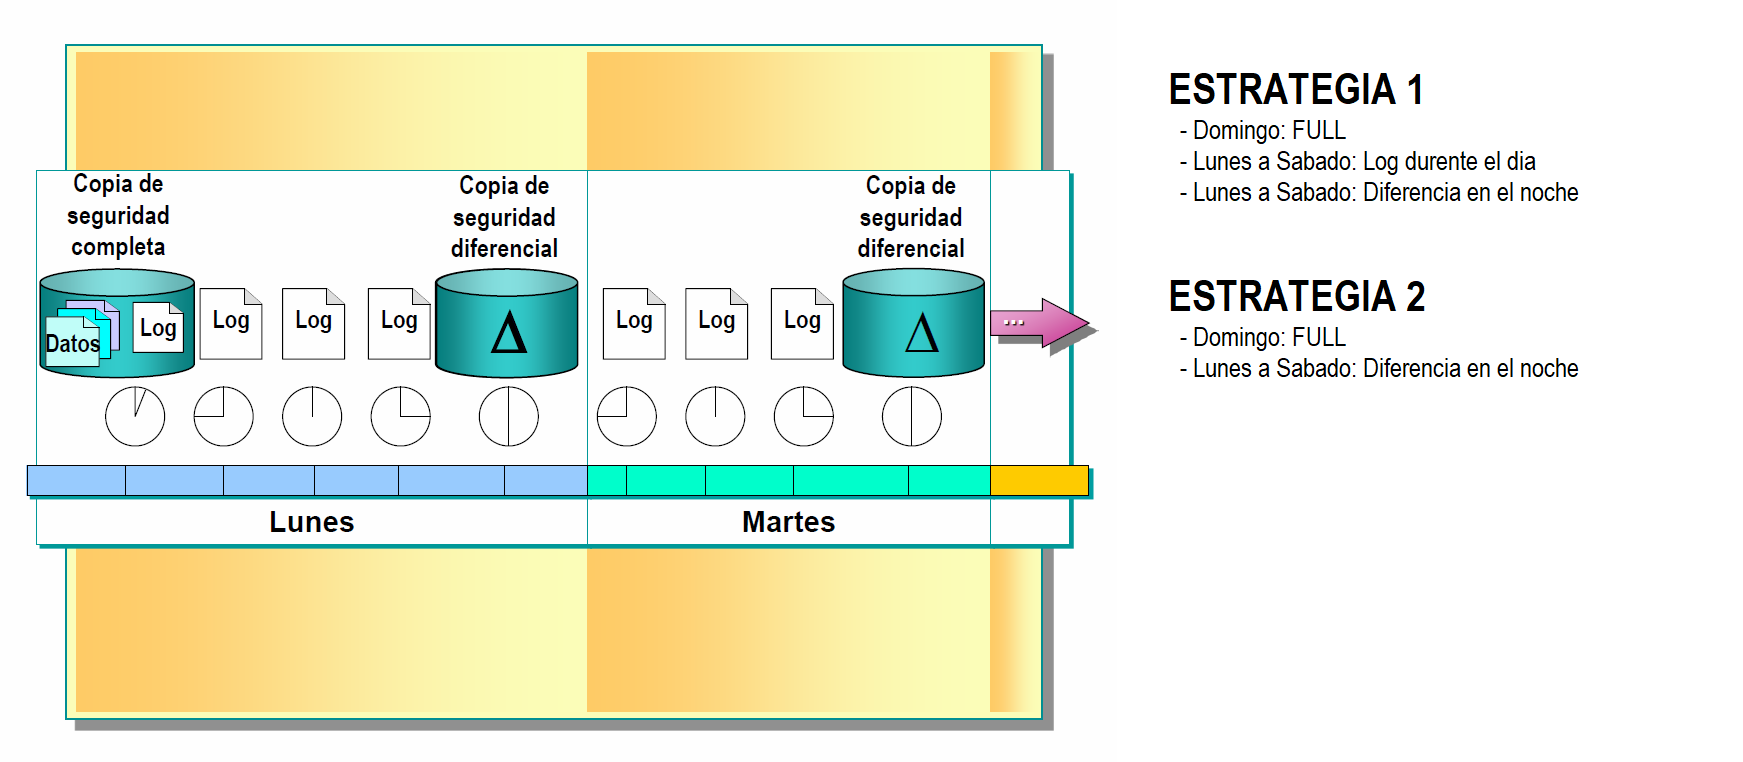 Copia de
seguridad
completa
Copia de
seguridad
diferencial
Copia de
seguridad
diferencial
Datos
Log
Log
Log
Log
Δ
Log
Log
Log
Δ
...
Lunes
Martes
ESTRATEGIA 1
- Domingo: FULL
- Lunes a Sabado: Log durente el dia
- Lunes a Sabado: Diferencia en el noche
ESTRATEGIA 2
- Domingo: FULL
- Lunes a Sabado: Diferencia en el noche